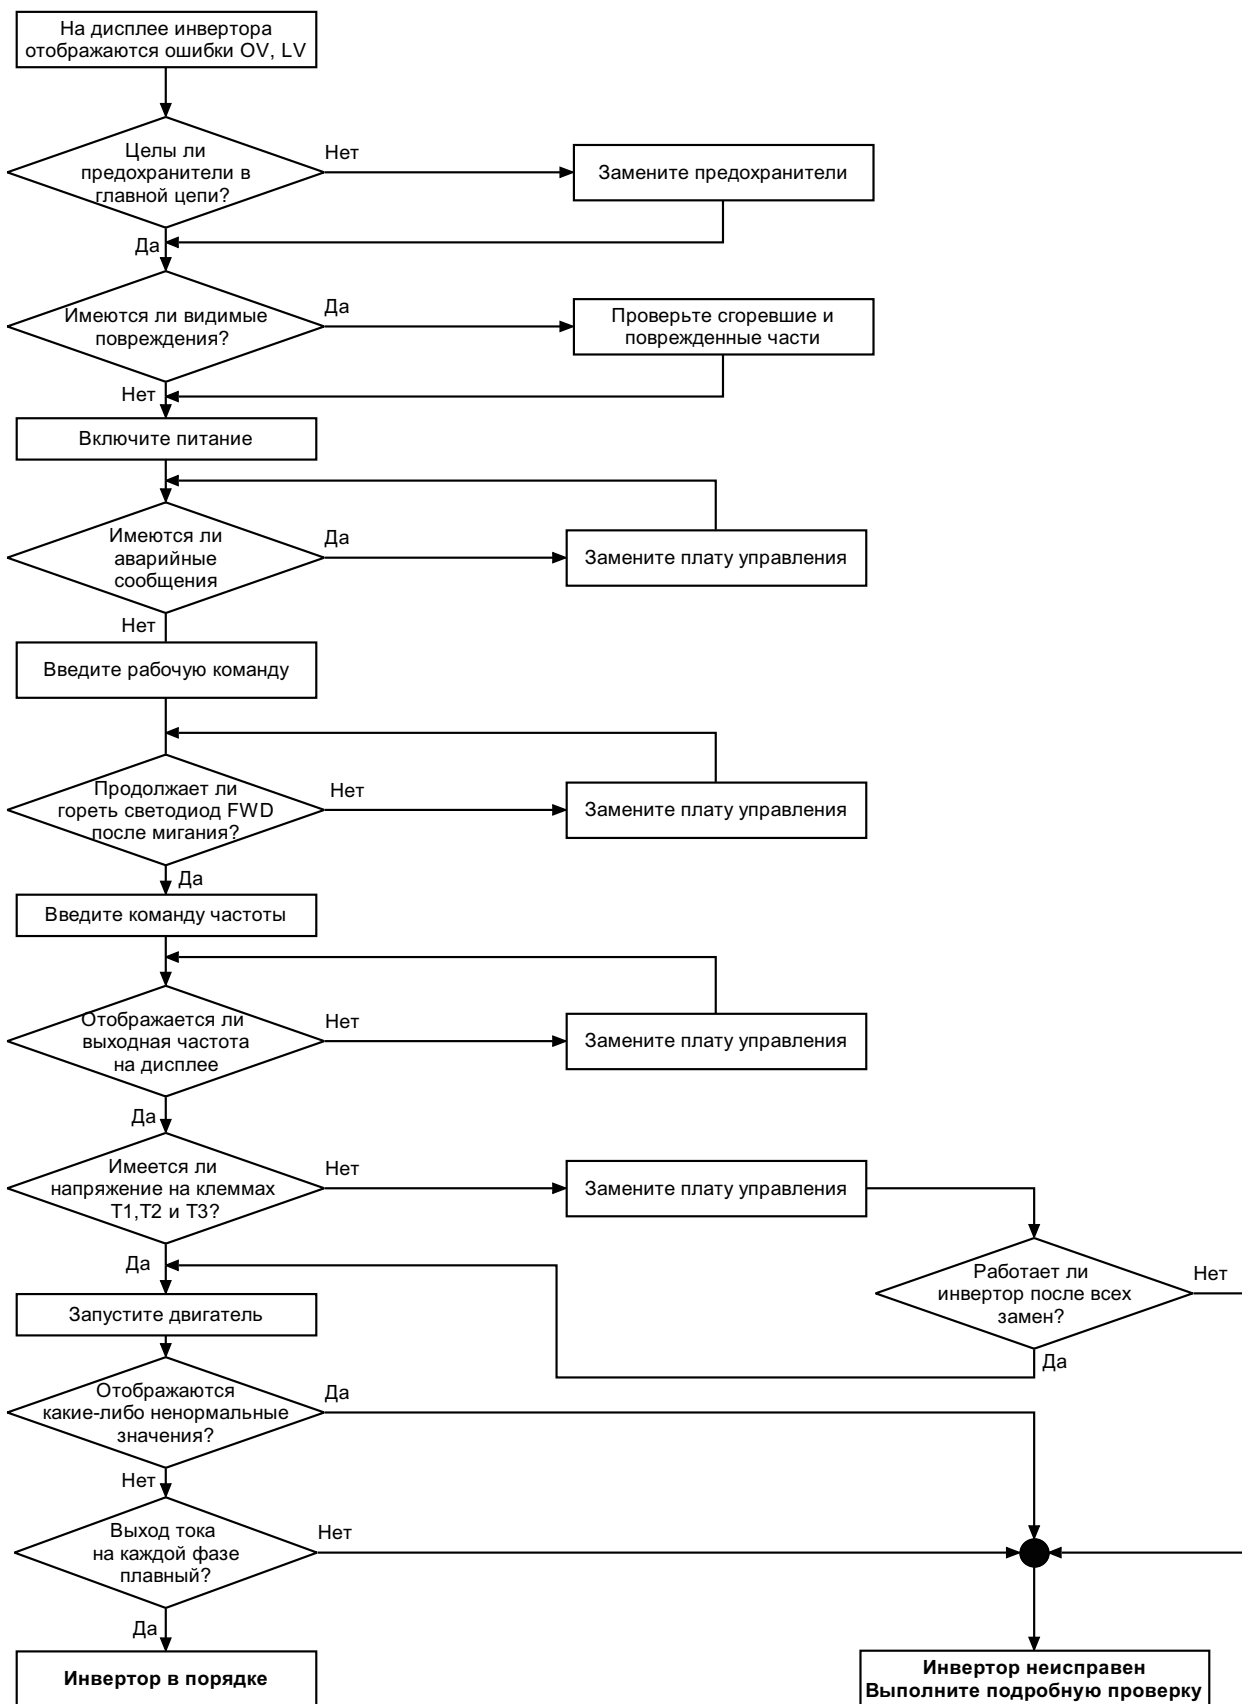 На дисплее инвертора
отображаются ошибки OV, LV
Целы ли
предохранители в
главной цепи?
Нет
Замените предохранители
Да
Имеются ли видимые
повреждения?
Да
Проверьте сгоревшие и
поврежденные части
Нет
Включите питание
Имеются ли
аварийные
сообщения
Да
Замените плату управления
Нет
Введите рабочую команду
Продолжает ли
гореть светодиод FWD
после мигания?
Нет
Замените плату управления
Да
Введите команду частоты
Отображается ли
выходная частота
на дисплее
Нет
Замените плату управления
Да
Имеется ли
напряжение на клеммах
T1,T2 и T3?
Нет
Замените плату управления
Да
Работает ли
инвертор после всех
замен?
Нет
Да
Запустите двигатель
Отображаются
какие-либо ненормальные
значения?
Да
Нет
Выход тока
на каждой фазе
плавный?
Нет
Да
Инвертор в порядке
Инвертор неисправен
Выполните подробную проверку